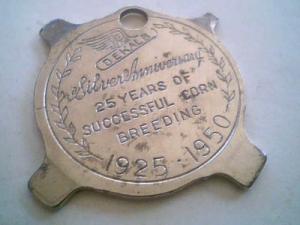 DEKALB
Silver Anniversary
25 YEARS OF
SUCCESSFUL CORN
BREEDING
1925 - 1950